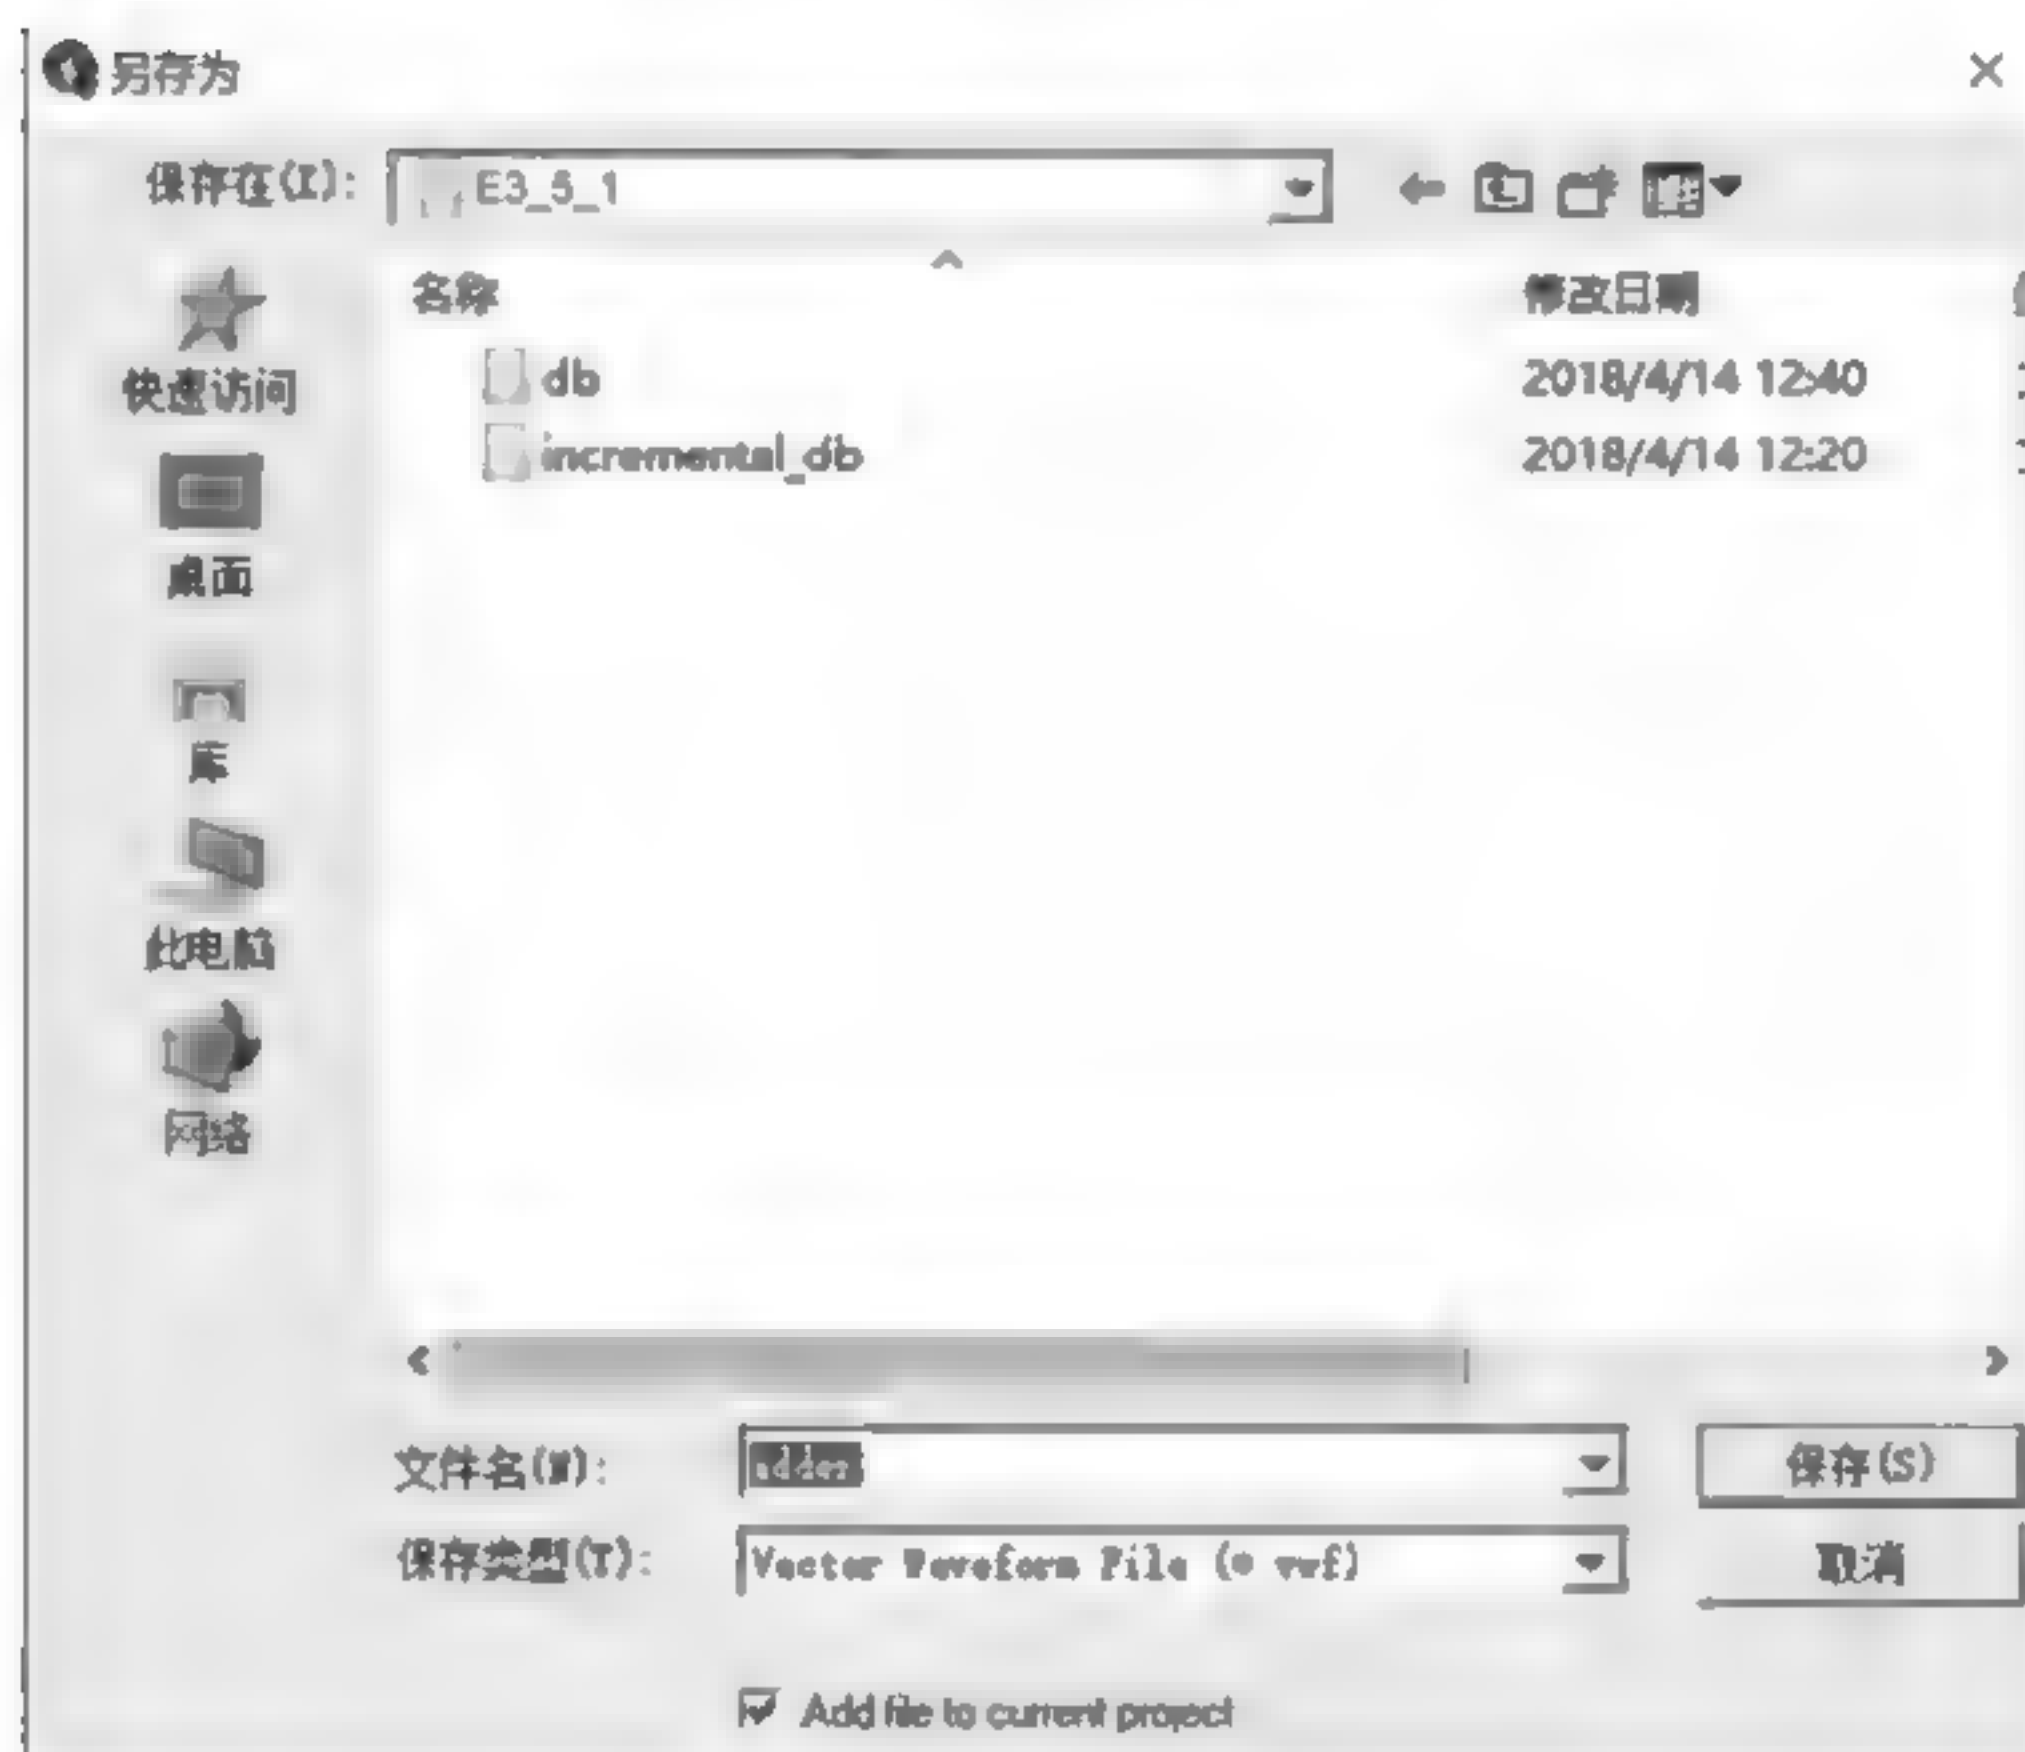 另存为
保存在(I): E3_5_1
名称 修改日期
db 2018/4/14 12:40
incremental_db 2018/4/14 12:20
快速访问
桌面
库
此电脑
网络
文件名(N): adder 保存(S)
保存类型(T): Vector Waveform File (*.vwf) 取消
Add file to current project